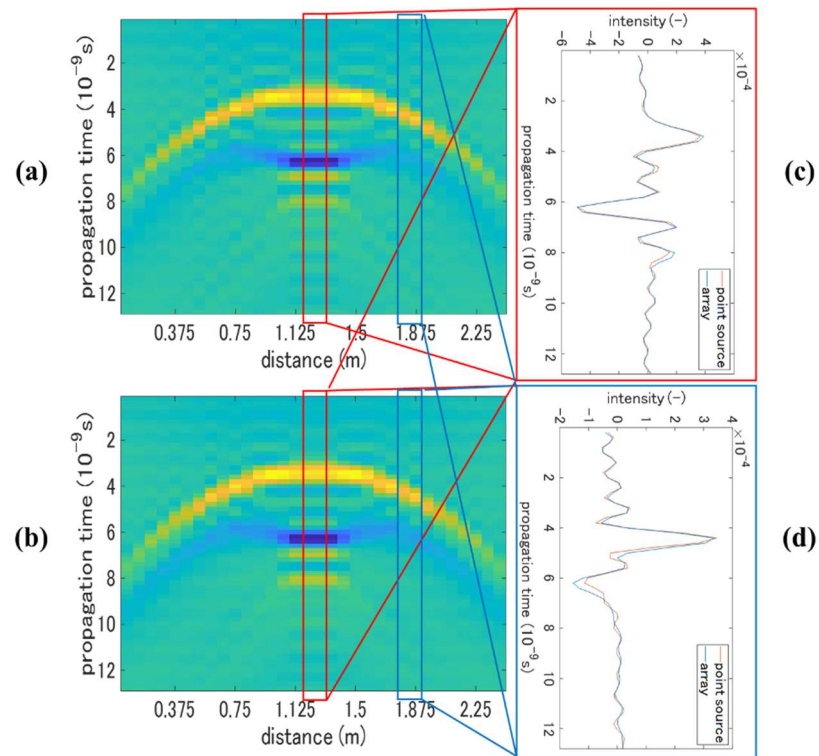 (a)
propagation time (10⁻⁹s)
2
4
6
8
10
12
0.375 0.75 1.125 1.5 1.875 2.25
distance (m)
(b)
propagation time (10⁻⁹s)
2
4
6
8
10
12
0.375 0.75 1.125 1.5 1.875 2.25
distance (m)
(c)
intensity (-)
-6 -4 -2 0 2 4
×10⁻⁴
propagation time (10⁻⁹s)
2
4
6
8
10
12
point source
array
(d)
intensity (-)
-2 -1 0 1 2 3 4
×10⁻⁴
propagation time (10⁻⁹s)
2
4
6
8
10
12
point source
array